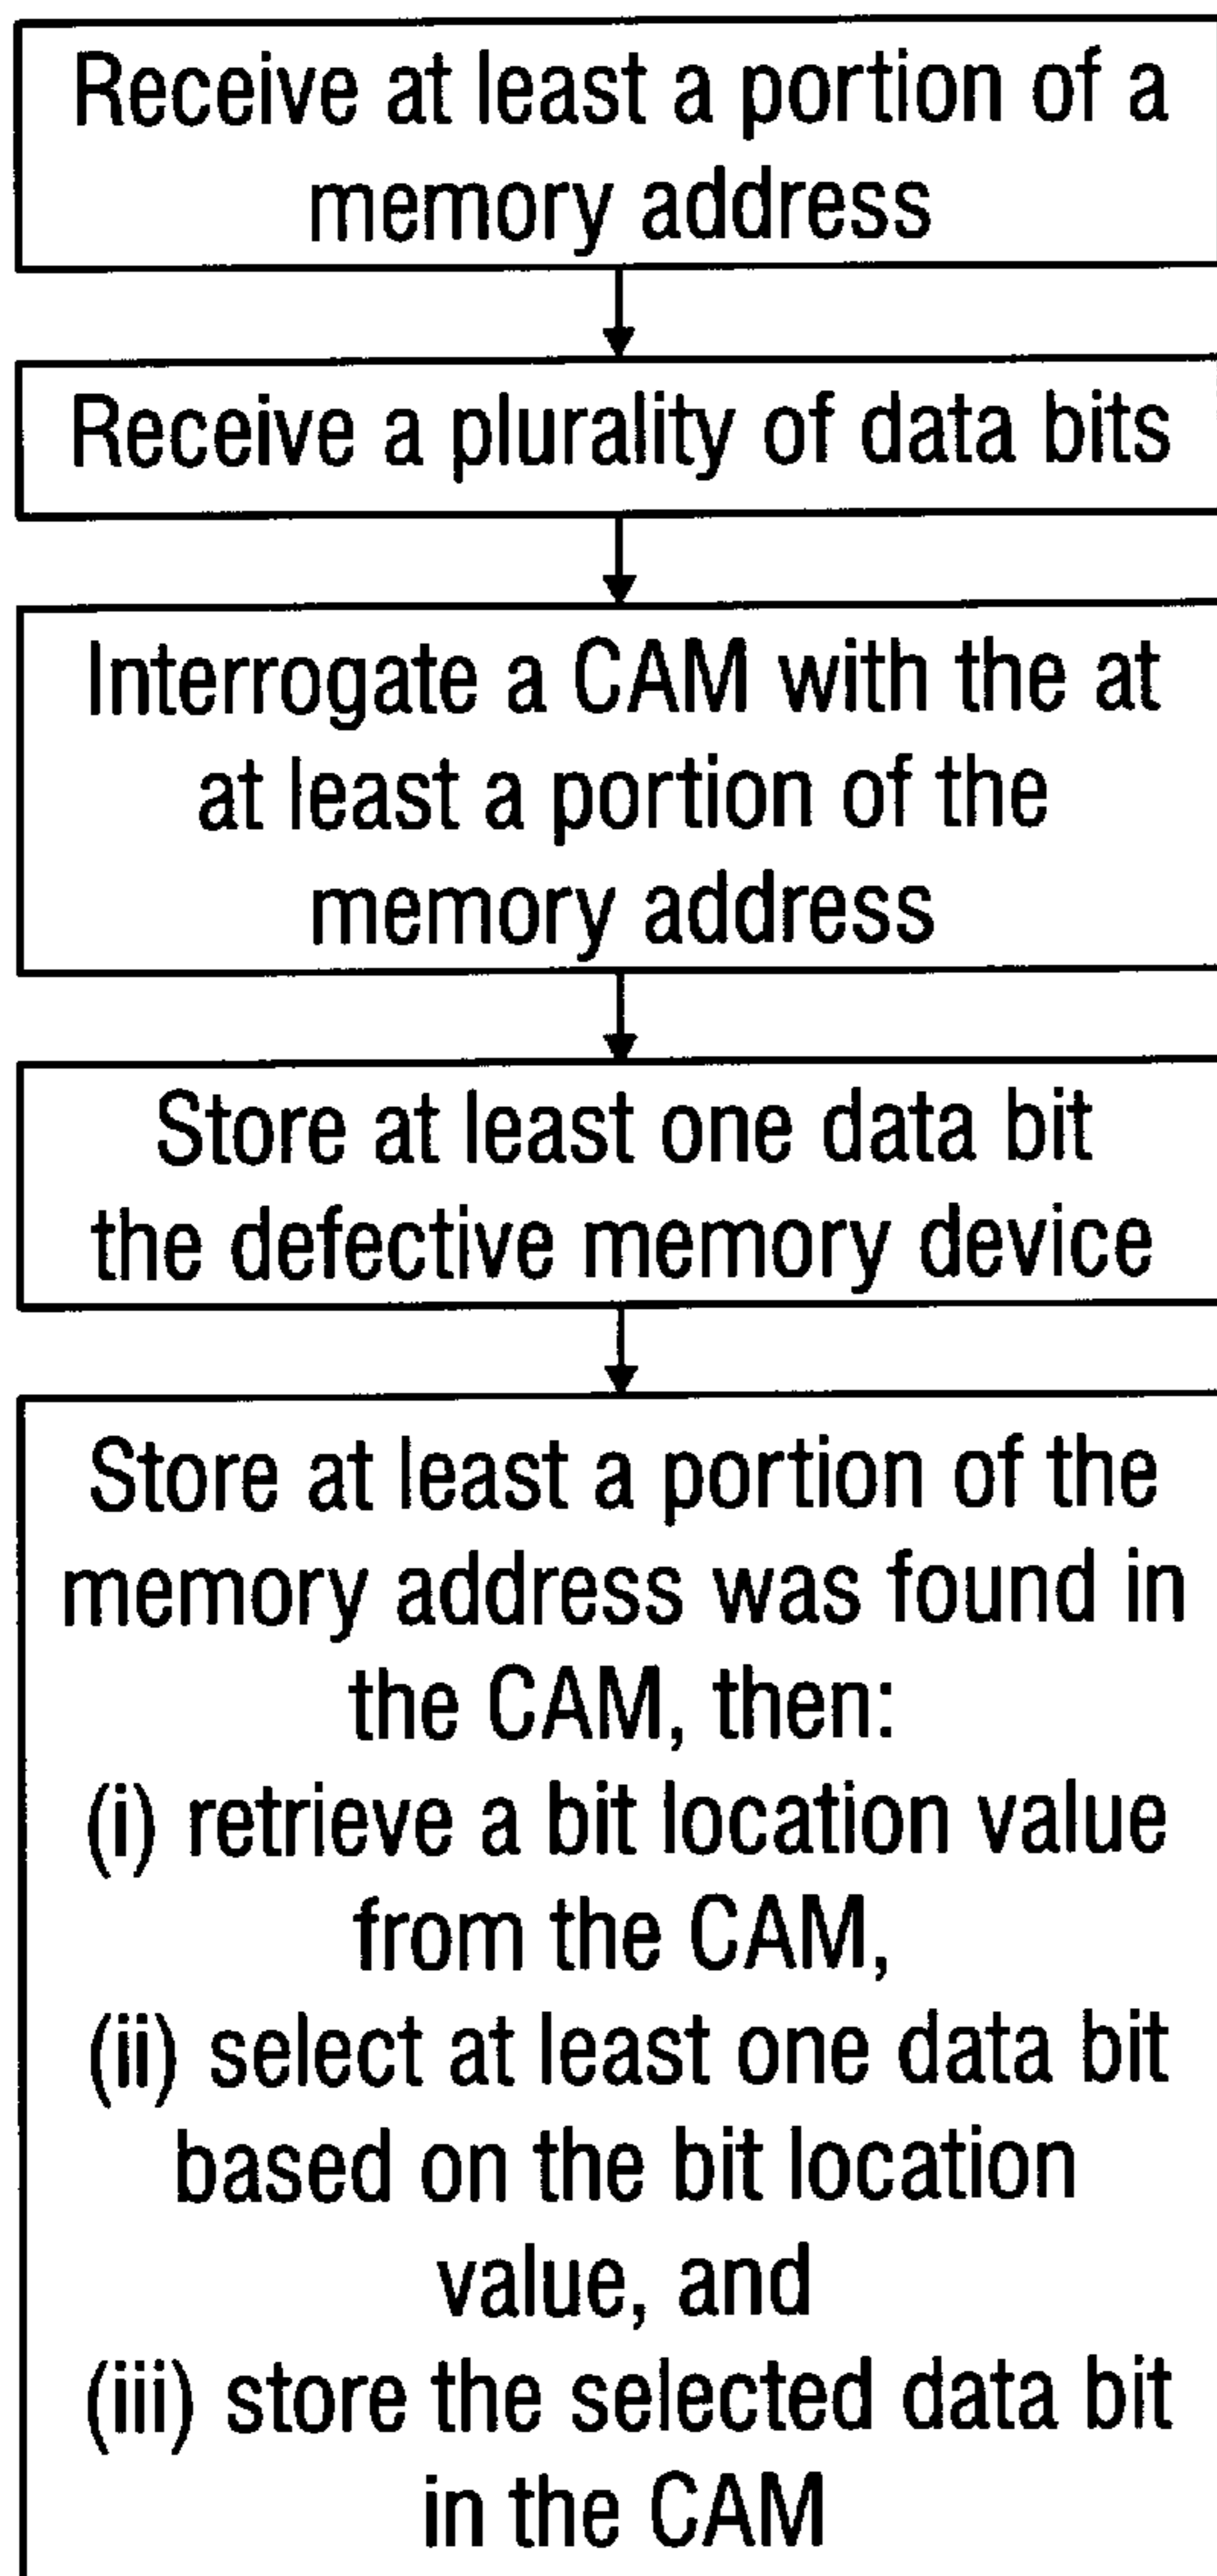 Receive at least a portion of a
memory address
Receive a plurality of data bits
Interrogate a CAM with the at
at least a portion of the
memory address
Store at least one data bit
the defective memory device
Store at least a portion of the
memory address was found in
the CAM, then:
(i) retrieve a bit location value
from the CAM,
(ii) select at least one data bit
based on the bit location
value, and
(iii) store the selected data bit
in the CAM